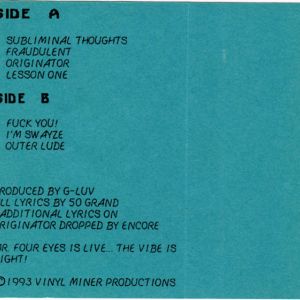 SIDE A
SUBLIMINAL THOUGHTS
FRAUDULENT
ORIGINATOR
LESSON ONE
SIDE B
FUCK YOU!
I'M SWAYZE
OUTER LUDE
PRODUCED BY G-LUV
ALL LYRICS BY 50 GRAND
ADDITIONAL LYRICS ON
ORIGINATOR DROPPED BY ENCORE
MR. FOUR EYES IS LIVE... THE VIBE IS
RIGHT!
©1993 VINYL MINER PRODUCTIONS